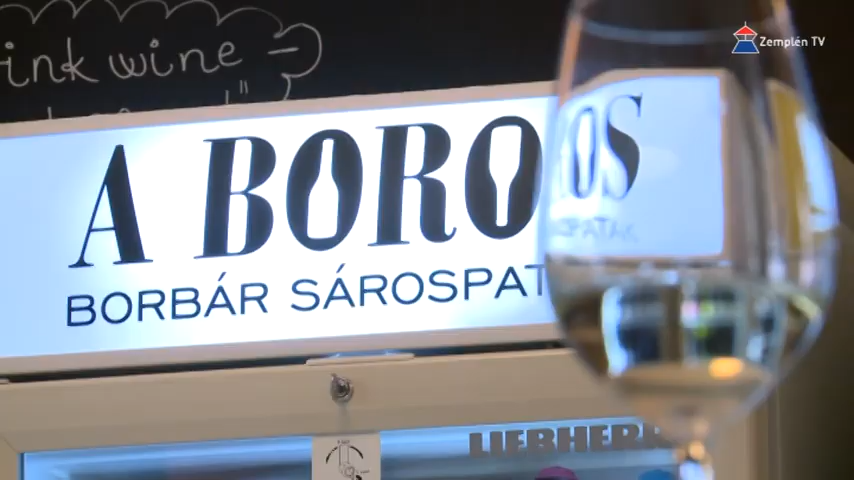 ink wine
Zemplén TV
A BOROS
BORBÁR SÁROSPATAK
LIEBHERR